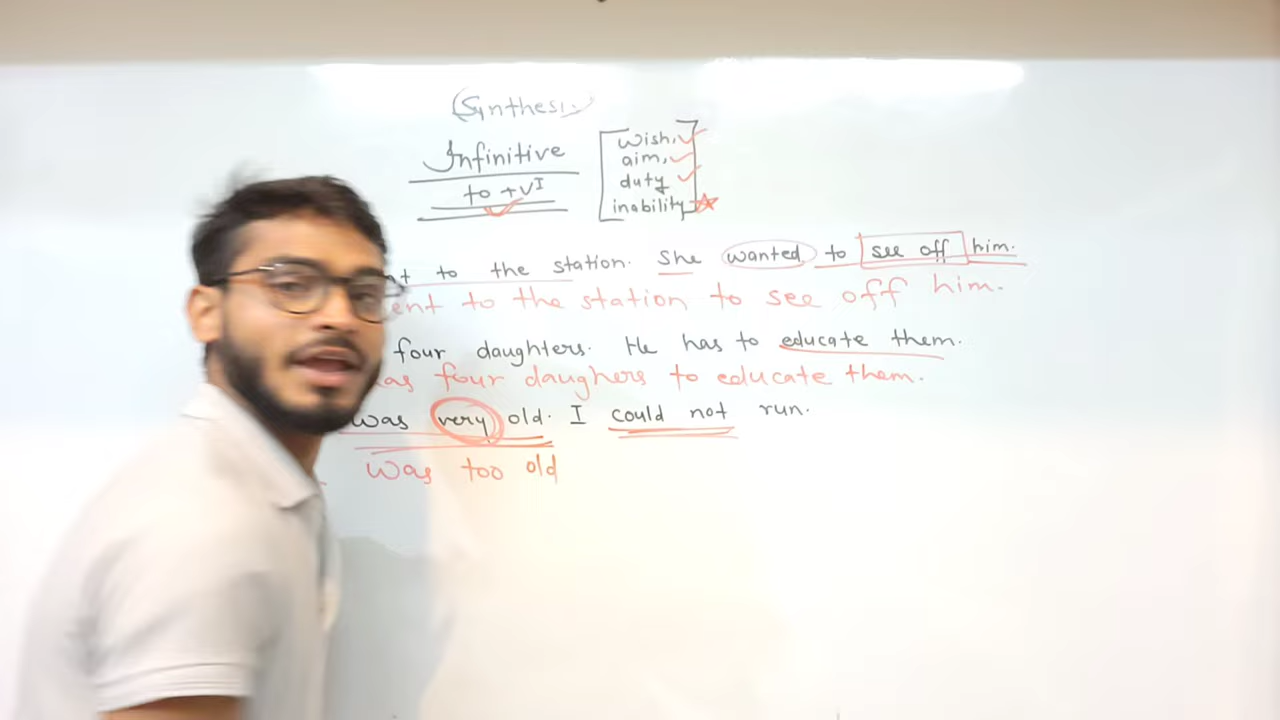 (Synthesis)
Infinitive
to + V I
wish,
aim,
duty
inability
to the station. She wanted to see off him.
to the station to see off him.
four daughters. He has to educate them.
four daughers to educate them.
was very old. I could not run.
was too old